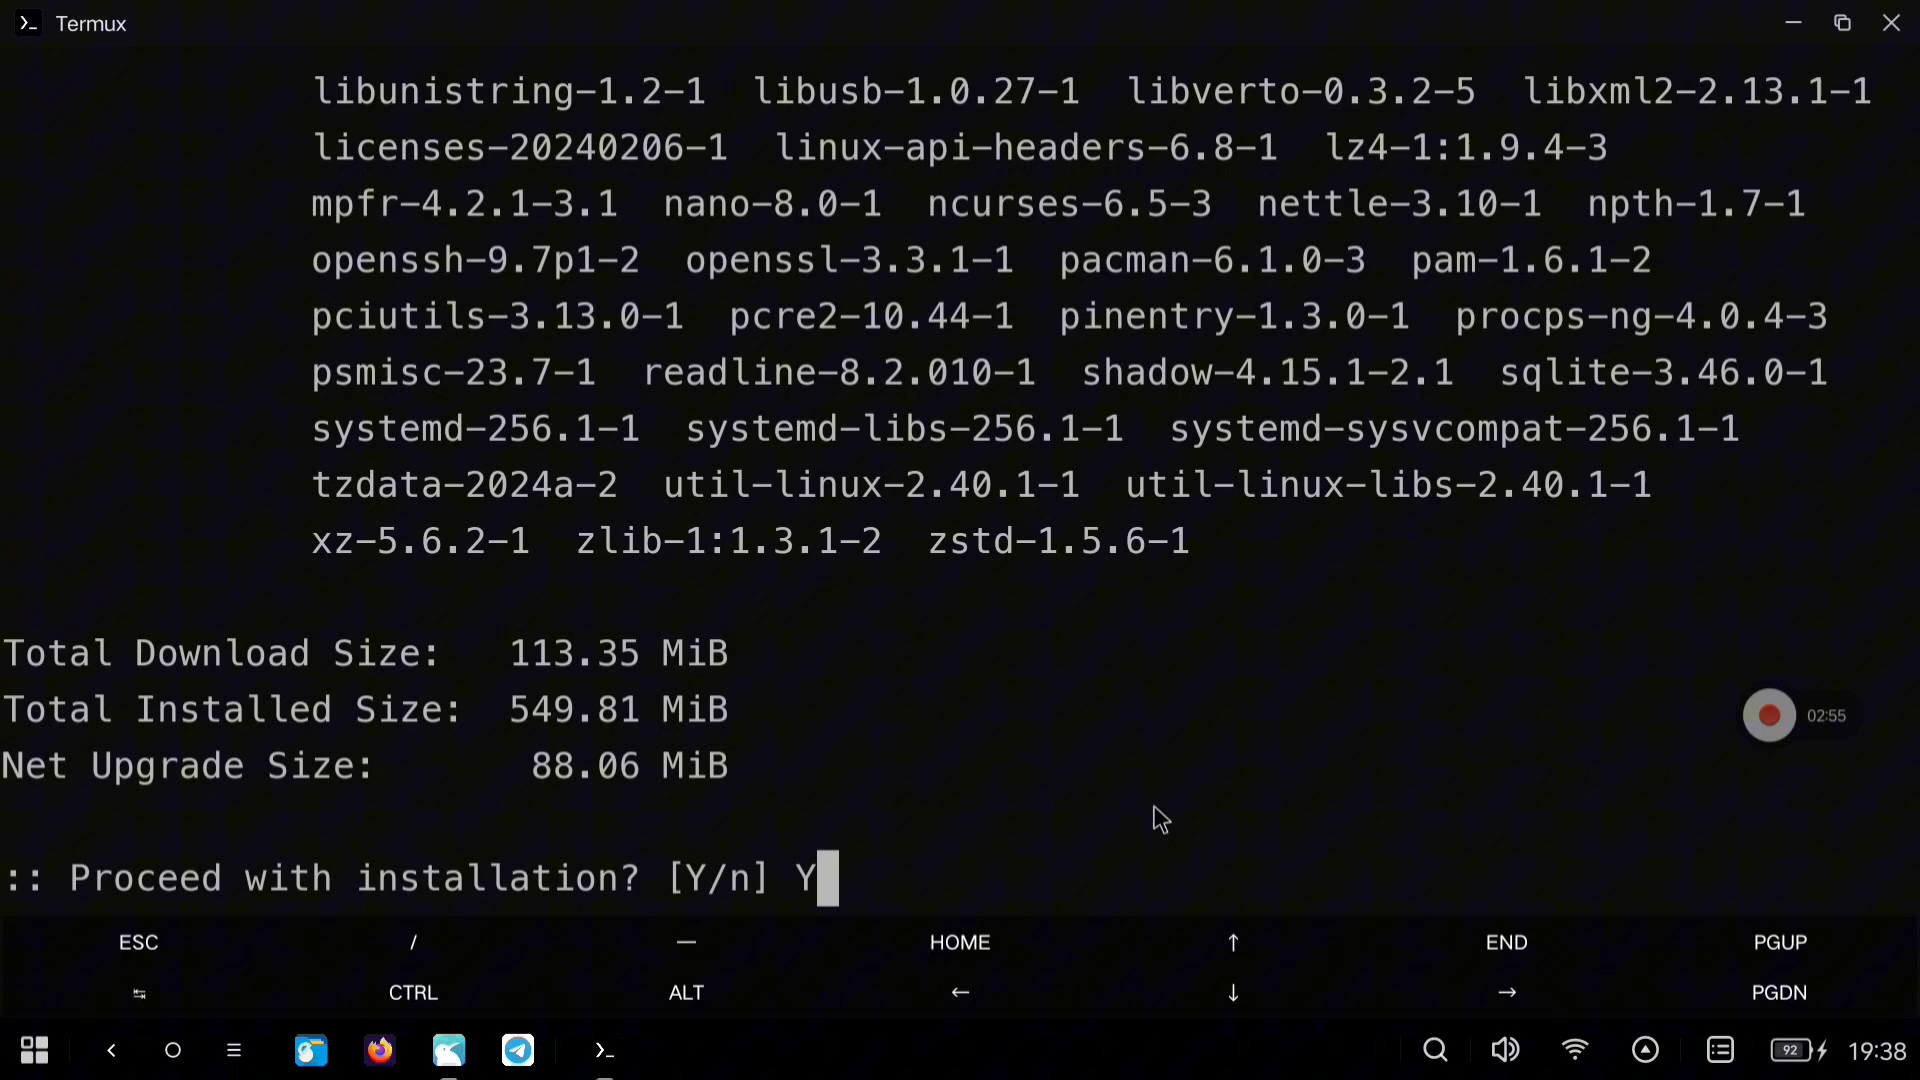 Termux
libunistring-1.2-1 libusb-1.0.27-1 libverto-0.3.2-5 libxml2-2.13.1-1
licenses-20240206-1 linux-api-headers-6.8-1 lz4-1:1.9.4-3
mpfr-4.2.1-3.1 nano-8.0-1 ncurses-6.5-3 nettle-3.10-1 npth-1.7-1
openssh-9.7p1-2 openssl-3.3.1-1 pacman-6.1.0-3 pam-1.6.1-2
pciutils-3.13.0-1 pcre2-10.44-1 pinentry-1.3.0-1 procps-ng-4.0.4-3
psmisc-23.7-1 readline-8.2.010-1 shadow-4.15.1-2.1 sqlite-3.46.0-1
systemd-256.1-1 systemd-libs-256.1-1 systemd-sysvcompat-256.1-1
tzdata-2024a-2 util-linux-2.40.1-1 util-linux-libs-2.40.1-1
xz-5.6.2-1 zlib-1:1.3.1-2 zstd-1.5.6-1
Total Download Size: 113.35 MiB
Total Installed Size: 549.81 MiB
02:55
Net Upgrade Size: 88.06 MiB
:: Proceed with installation? [Y/n] Y
ESC / — HOME ↑ END PGUP
↹ CTRL ALT ← ↓ → PGDN
92 19:38